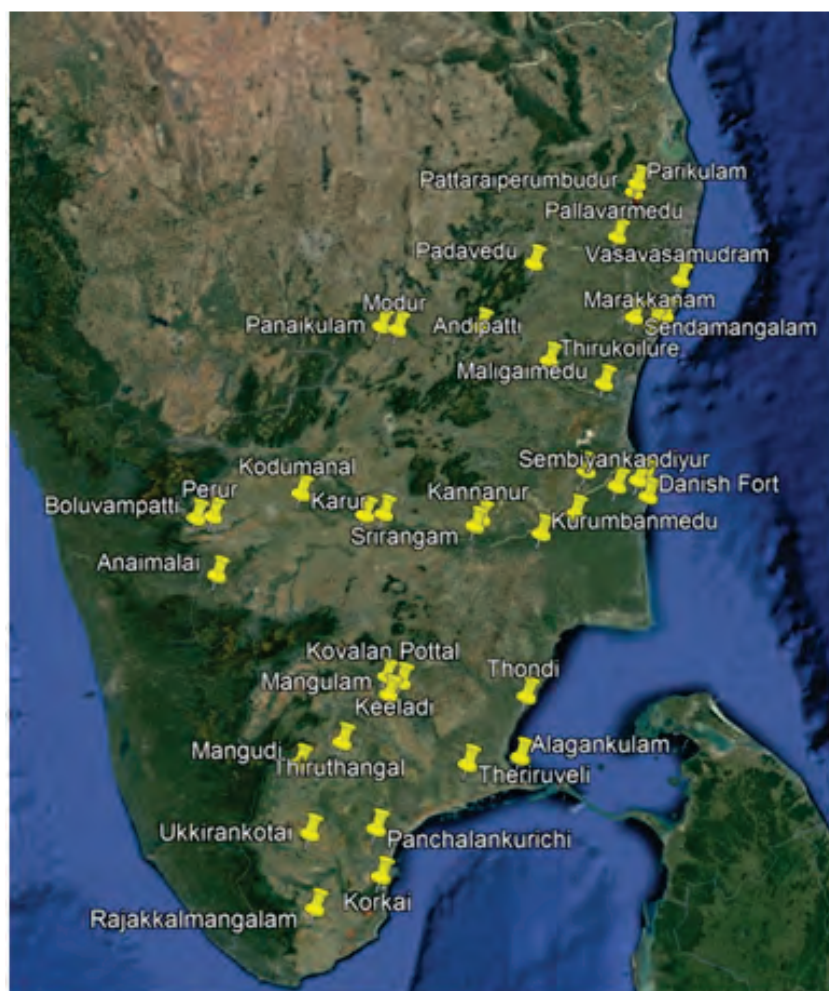 Parikulam
Pattaraiperumbudur
Pallavarmedu
Padavedu
Vasavasamudram
Modur
Marakkanam
Panaikulam
Andipatti
Sendamangalam
Thirukoilure
Maligaimedu
Sembiyankandiyur
Kodumanal
Perur
Danish Fort
Karur
Kannanur
Boluvampatti
Kurumbanmedu
Srirangam
Anaimalai
Kovalan Pottal
Thondi
Mangulam
Keeladi
Mangudi
Alagankulam
Thiruthangal
Theriruveli
Ukkirankotai
Panchalankurichi
Korkai
Rajakkalmangalam